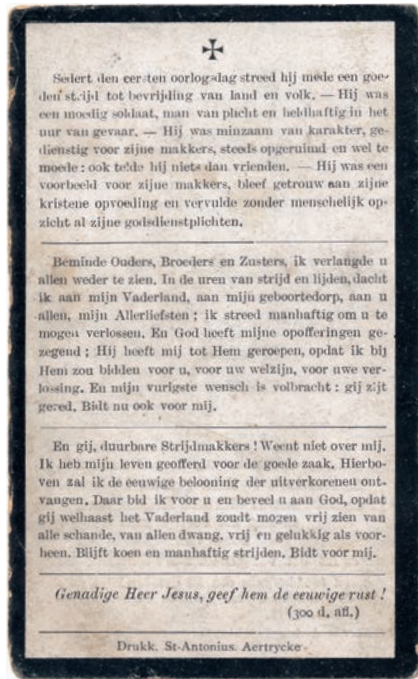 ✠
Sedert den eersten oorlogsdag streed hij mede een goe-
den strijd tot bevrijding van land en volk. — Hij was
een moedig soldaat, man van plicht en heldhaftig in het
uur van gevaar. — Hij was minzaam van karakter, ge-
dienstig voor zijne makkers, steeds opgeruimd en wel te
moede : ook telde hij niets dan vrienden. — Hij was een
voorbeeld voor zijne makkers, bleef getrouw aan zijne
kristene opvoeding en vervulde zonder menschelijk op-
zicht al zijne godsdienstplichten.
Beminde Ouders, Broeders en Zusters, ik verlangde u
allen weder te zien. In de uren van strijd en lijden, dacht
ik aan mijn Vaderland, aan mijn geboortedorp, aan u
allen, mijn Allerliefsten ; ik streed manhaftig om u te
mogen verlossen. En God heeft mijne opofferingen ge-
zegend ; Hij heeft mij tot Hem geroepen, opdat ik bij
Hem zou bidden voor u, voor uw welzijn, voor uwe ver-
lossing. En mijn vurigste wensch is volbracht : gij zijt
gered. Bidt nu ook voor mij.
En gij, duurbare Strijdmakkers ! Weent niet over mij.
Ik heb mijn leven geofferd voor de goede zaak. Hierbo-
ven zal ik de eeuwige belooning der uitverkorenen ont-
vangen. Daar bid ik voor u en beveel u aan God, opdat
gij welhaast het Vaderland zoudt mogen vrij zien van
alle schande, van allen dwang, vrij en gelukkig als voor-
heen. Blijft koen en manhaftig strijden. Bidt voor mij.
Genadige Heer Jesus, geef hem de eeuwige rust !
(300 d. afl.)
Drukk. St-Antonius. Aertrycke